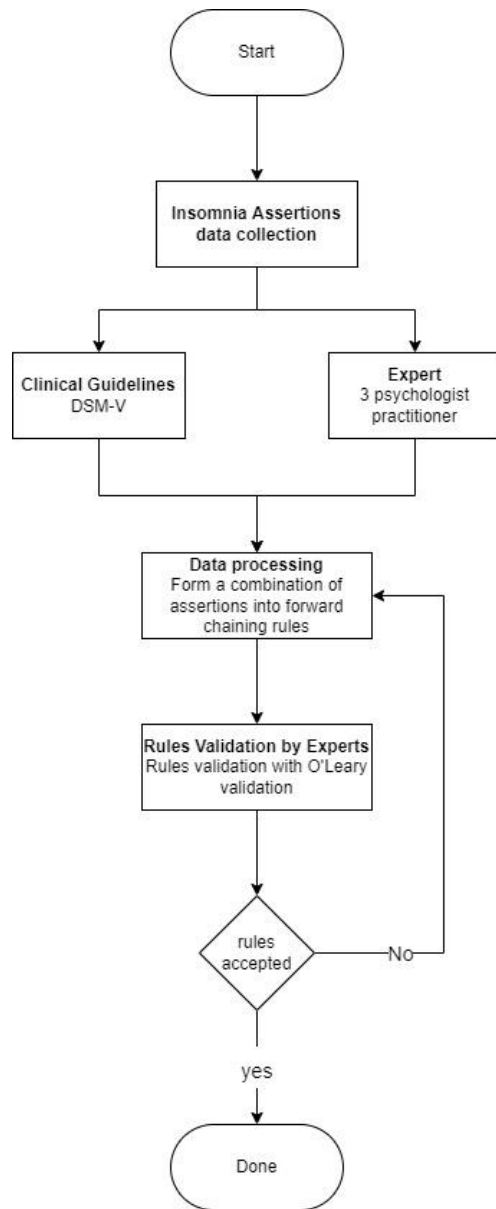 Start
Insomnia Assertions
data collection
Clinical Guidelines
DSM-V
Expert
3 psychologist
practitioner
Data processing
Form a combination of
assertions into forward
chaining rules
Rules Validation by Experts
Rules validation with O'Leary
validation
rules
accepted
No
yes
Done